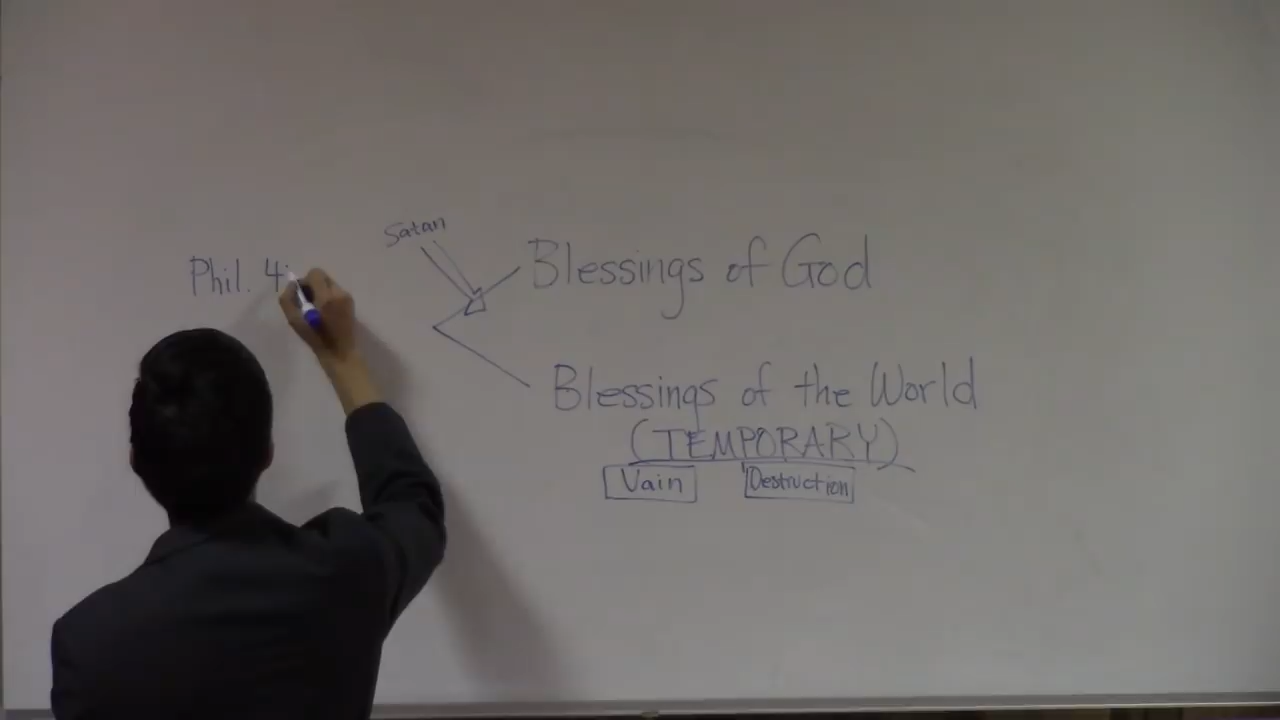 Satan
Phil. 4:
Blessings of God
Blessings of the World
(TEMPORARY)
Vain
Destruction